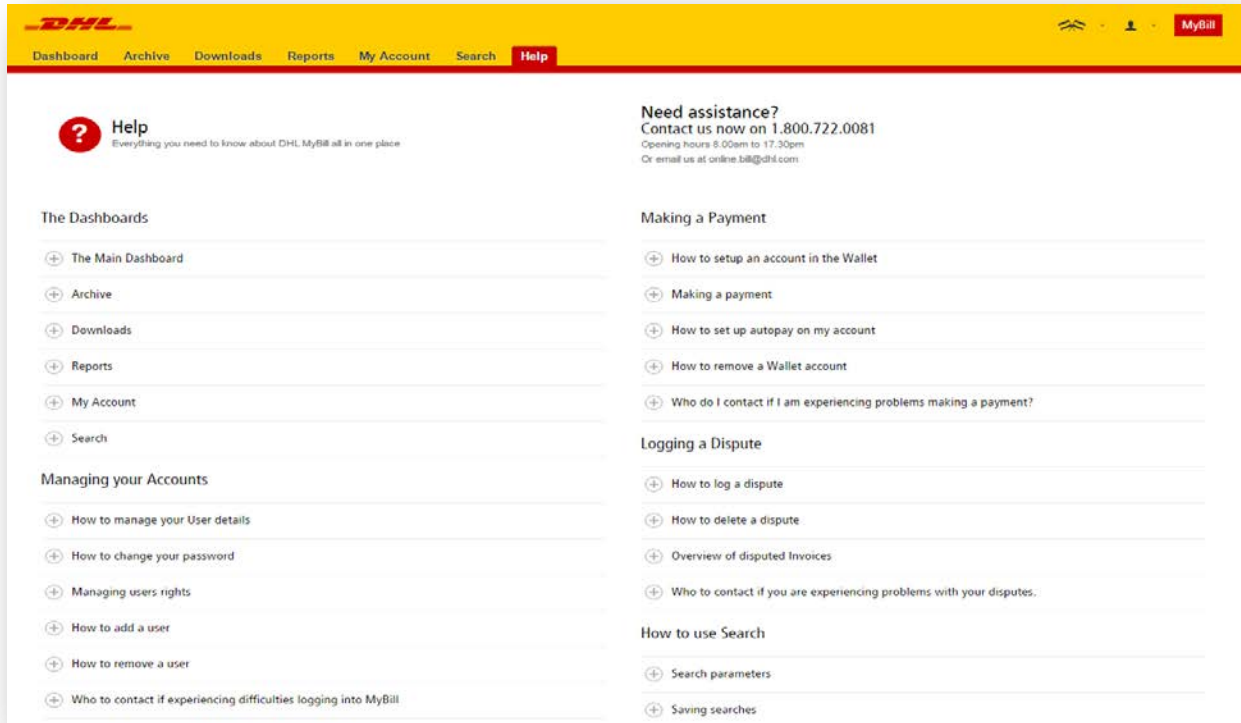 DHL
MyBill
Dashboard Archive Downloads Reports My Account Search Help
Help
Everything you need to know about DHL MyBill all in one place
Need assistance?
Contact us now on 1.800.722.0081
Opening hours 8.00am to 17.30pm
Or email us at online.bill@dhl.com
The Dashboards
The Main Dashboard
Archive
Downloads
Reports
My Account
Search
Managing your Accounts
How to manage your User details
How to change your password
Managing users rights
How to add a user
How to remove a user
Who to contact if experiencing difficulties logging into MyBill
Making a Payment
How to setup an account in the Wallet
Making a payment
How to set up autopay on my account
How to remove a Wallet account
Who do I contact if I am experiencing problems making a payment?
Logging a Dispute
How to log a dispute
How to delete a dispute
Overview of disputed Invoices
Who to contact if you are experiencing problems with your disputes.
How to use Search
Search parameters
Saving searches